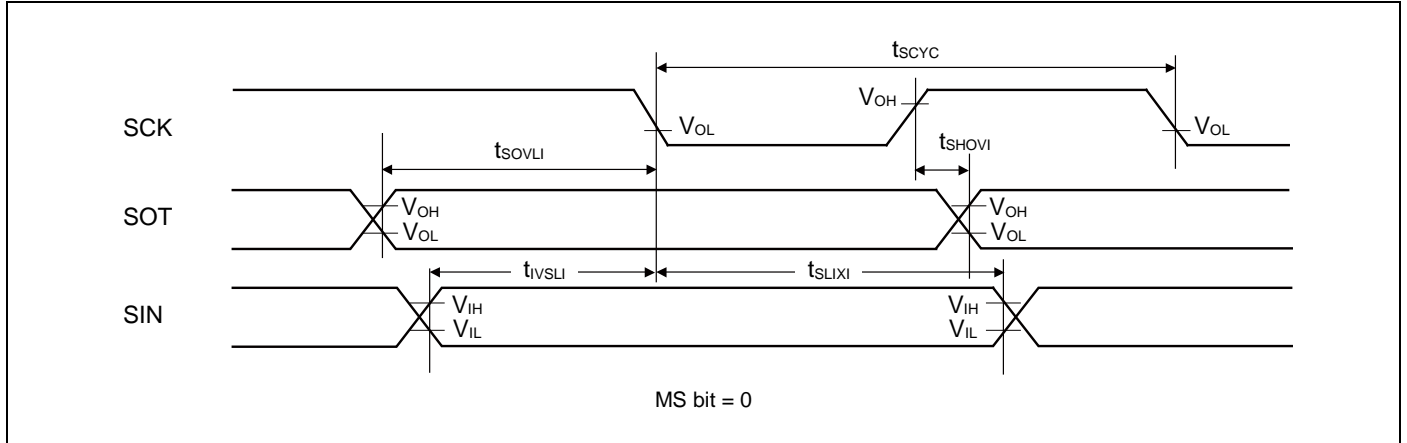 tSCYC
SCK
VOH
VOL
VOL
tSOVLI
tSHOVI
SOT
VOH
VOL
VOH
VOL
tIVSLI
tSLIXI
SIN
VIH
VIL
VIH
VIL
MS bit = 0